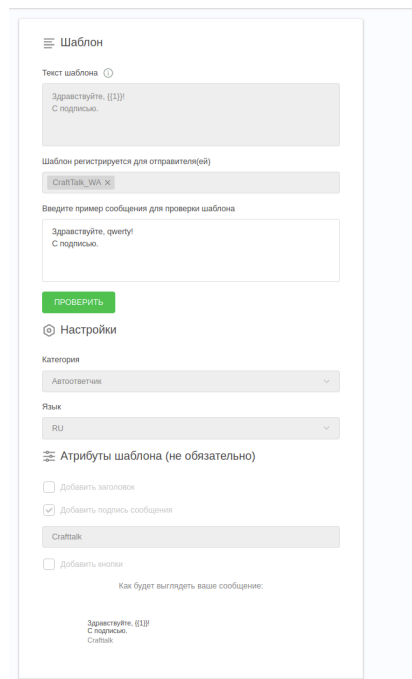 Шаблон
Текст шаблона
Здравствуйте, {{1}}!
С подписью.
Шаблон регистрируется для отправителя(ей)
CraftTalk_WA ×
Введите пример сообщения для проверки шаблона
Здравствуйте, qwerty!
С подписью.
ПРОВЕРИТЬ
Настройки
Категория
Автоответчик
Язык
RU
Атрибуты шаблона (не обязательно)
Добавить заголовок
Добавить подпись сообщения
Crafttalk
Добавить кнопки
Как будет выглядеть ваше сообщение:
Здравствуйте, {{1}}!
С подписью.
Crafttalk